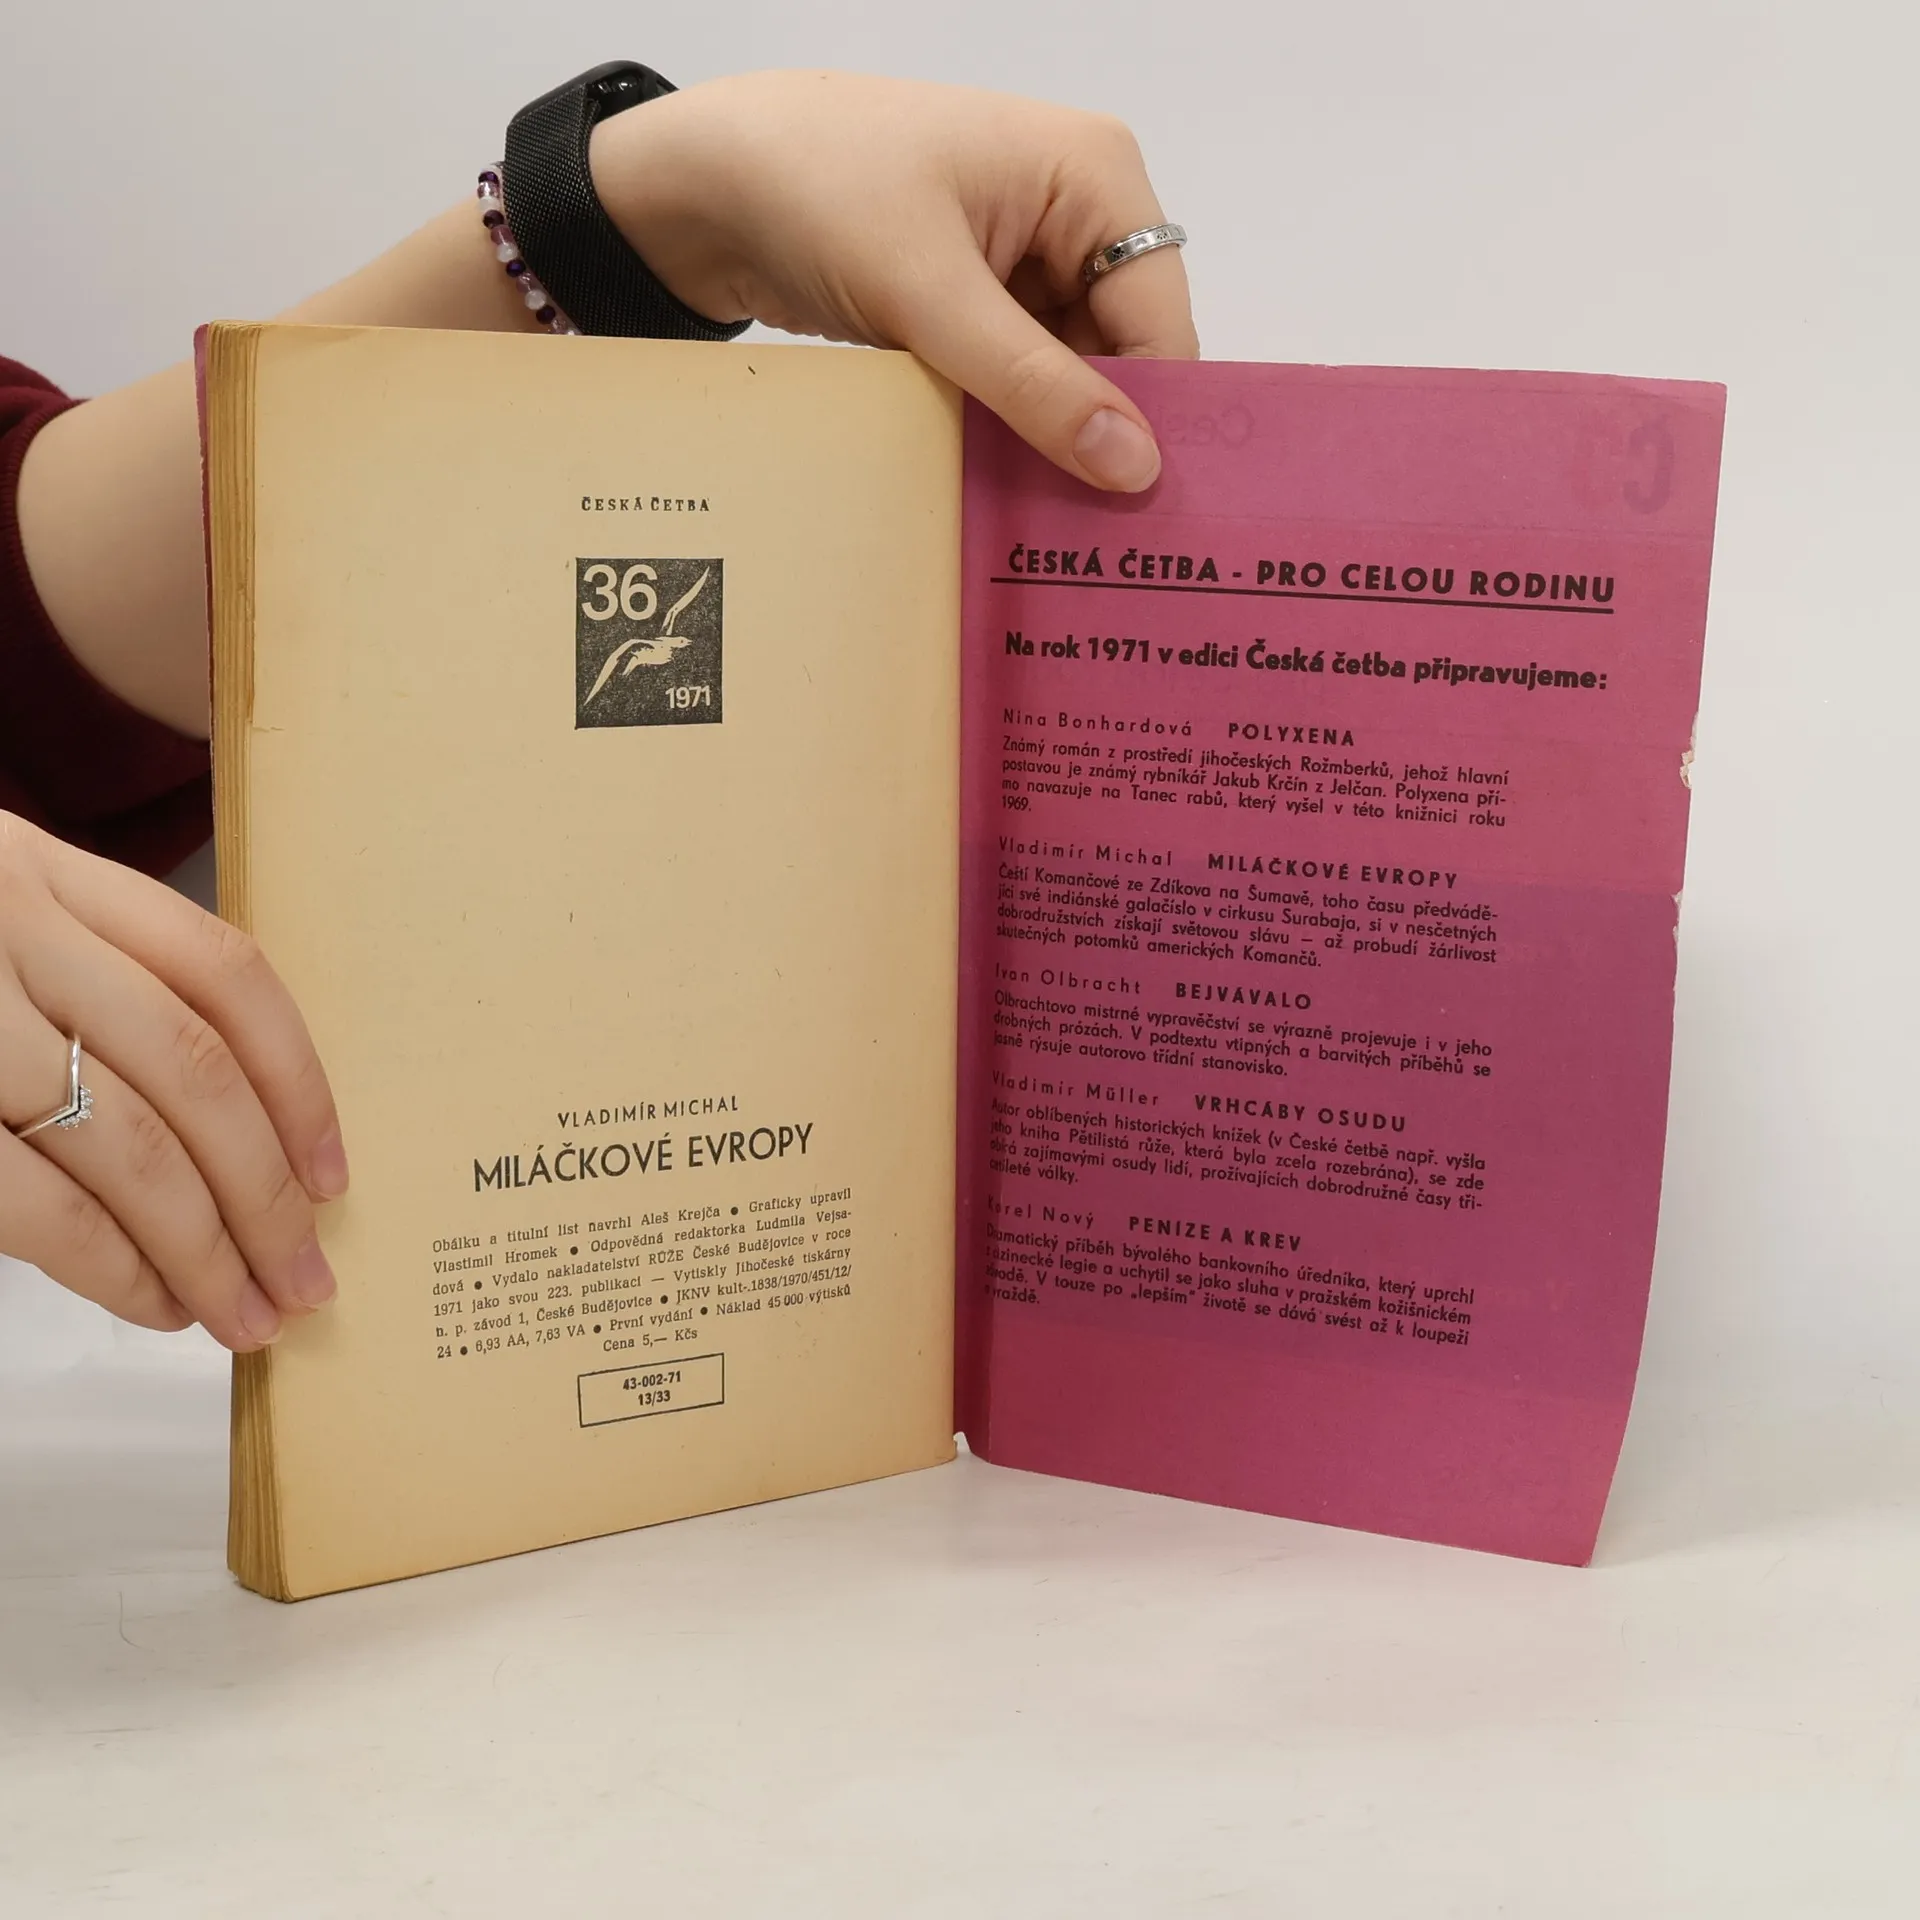 ČESKÁ ČETBA
36
1971
VLADIMÍR MICHAL
MILÁČKOVÉ EVROPY
Obálku a titulní list navrhl Aleš Krejča ● Graficky upravil
Vlastimil Hromek ● Odpovědná redaktorka Ludmila Vejsa-
dová ● Vydalo nakladatelství RŮŽE České Budějovice v roce
1971 jako svou 223. publikaci — Vytiskly Jihočeské tiskárny
n. p. závod 1, České Budějovice ● JKNV kult-.1838/1970/451/12/
24 ● 6,93 AA, 7,63 VA ● První vydání ● Náklad 45 000 výtisků
Cena 5,— Kčs
43-002-71
13/33
ČESKÁ ČETBA - PRO CELOU RODINU
Na rok 1971 v edici Česká četba připravujeme:
Nina Bonhardová POLYXENA
Známý román z prostředí jihočeských Rožmberků, jehož hlavní
postavou je známý rybníkář Jakub Krčín z Jelčan. Polyxena pří-
mo navazuje na Tanec rabů, který vyšel v této knižnici roku
1969.
Vladimír Michal MILÁČKOVÉ EVROPY
Čeští Komančové ze Zdíkova na Šumavě, toho času předvádě-
jící své indiánské galačíslo v cirkusu Surabaja, si v nesčetných
dobrodružstvích získají světovou slávu — až probudí žárlivost
skutečných potomků amerických Komančů.
Ivan Olbracht BEJVÁVALO
Olbrachtovo mistrné vypravěčství se výrazně projevuje i v jeho
drobných prózách. V podtextu vtipných a barvitých příběhů se
jasně rýsuje autorovo třídní stanovisko.
Vladimír Müller VRHCÁBY OSUDU
Autor oblíbených historických knížek (v České četbě např. vyšla
jeho kniha Pětilistá růže, která byla zcela rozebrána), se zde
obírá zajímavými osudy lidí, prožívajících dobrodružné časy tři-
cetileté války.
Karel Nový PENÍZE A KREV
Dramatický příběh bývalého bankovního úředníka, který uprchl
z cizinecké legie a uchytil se jako sluha v pražském kožišnickém
závodě. V touze po „lepším" životě se dává svést až k loupeži
a vraždě.